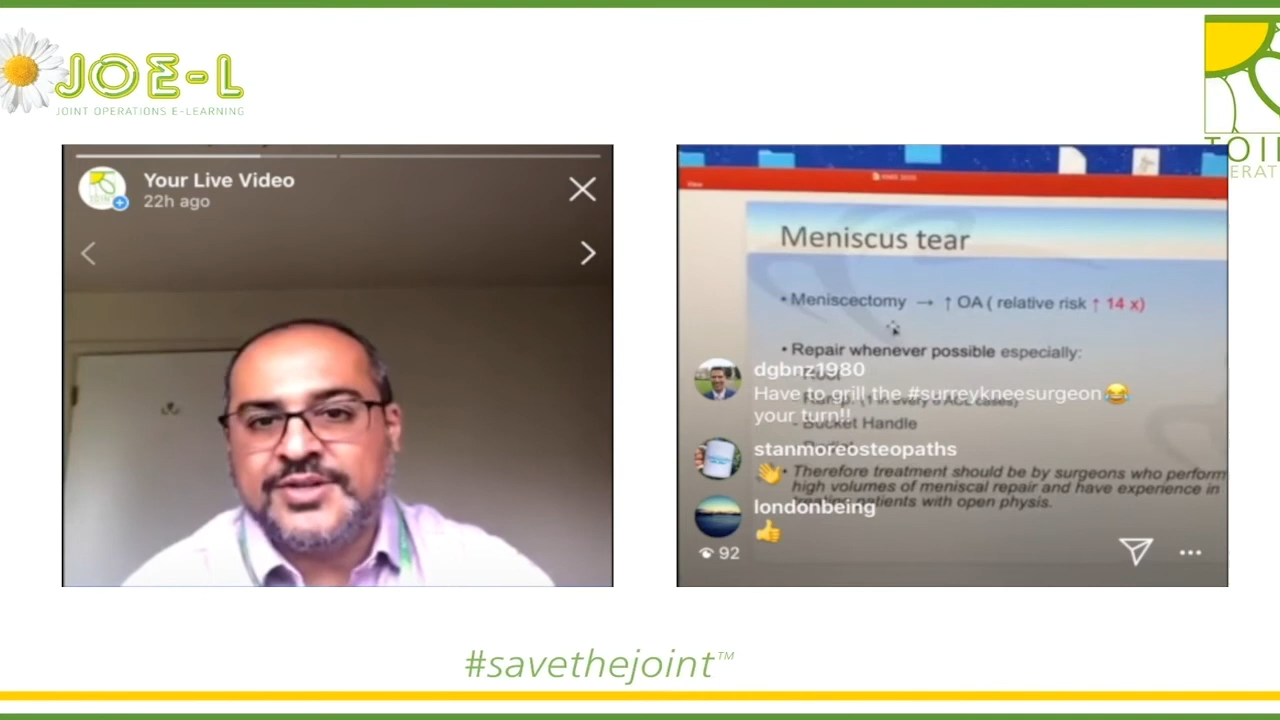 JOE-L
JOINT OPERATIONS E-LEARNING
Your Live Video
22h ago
Meniscus tear
• Meniscectomy → ↑ OA ( relative risk ↑ 14 x)
• Repair whenever possible especially:
dgbnz1980
Have to grill the #surreykneesurgeon😂
your turn!!
- Bucket Handle
stanmoreosteopaths
👋
• Therefore treatment should be by surgeons who perform
high volumes of meniscal repair and have experience in
treating patients with open physis.
londonbeing
👍
92
#savethejoint™